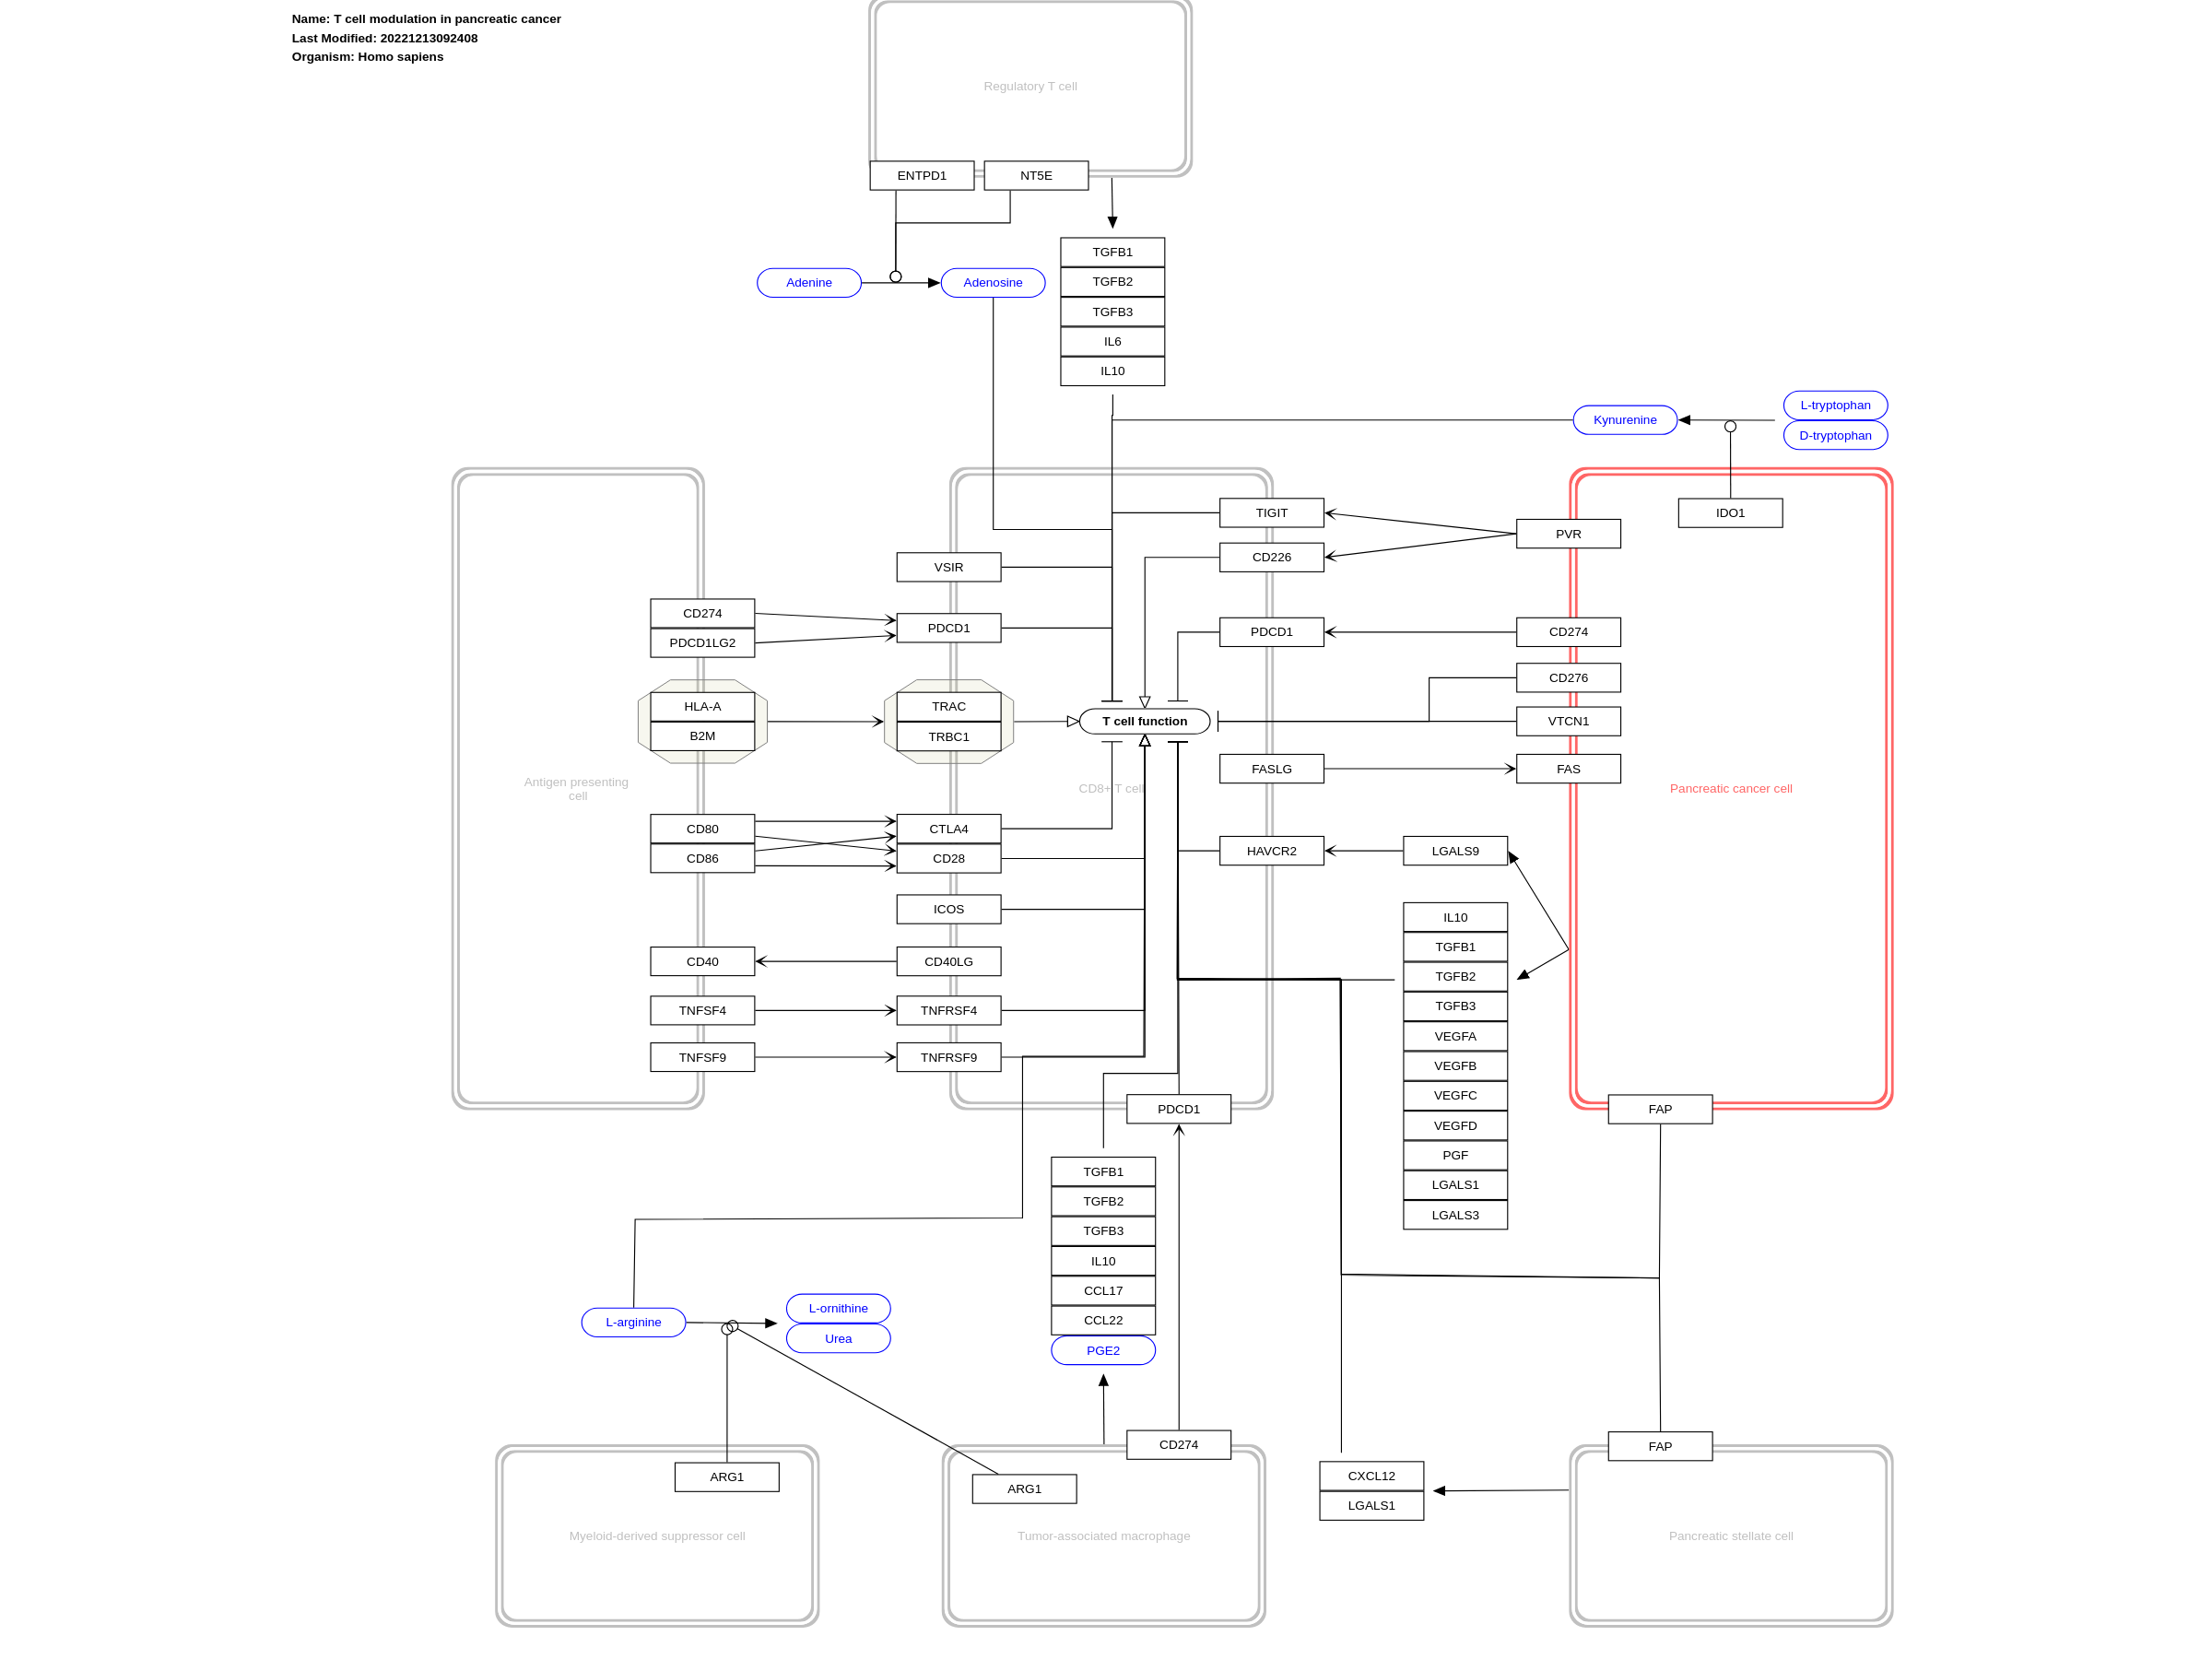 Name: T cell modulation in pancreatic cancer
Last Modified: 20221213092408
Organism: Homo sapiens
Regulatory T cell
ENTPD1
NT5E
TGFB1
TGFB2
TGFB3
IL6
IL10
Adenine
Adenosine
Kynurenine
L-tryptophan
D-tryptophan
IDO1
TIGIT
PVR
CD226
VSIR
CD274
PDCD1LG2
PDCD1
PDCD1
CD274
CD276
HLA-A
B2M
TRAC
TRBC1
T cell function
VTCN1
FASLG
FAS
Antigen presenting
cell
CD8+ T cell
Pancreatic cancer cell
CD80
CD86
CTLA4
CD28
HAVCR2
LGALS9
ICOS
CD40
CD40LG
TNFSF4
TNFRSF4
TNFSF9
TNFRSF9
IL10
TGFB1
TGFB2
TGFB3
VEGFA
VEGFB
VEGFC
VEGFD
PGF
LGALS1
LGALS3
PDCD1
FAP
TGFB1
TGFB2
TGFB3
IL10
CCL17
CCL22
PGE2
L-arginine
L-ornithine
Urea
ARG1
Myeloid-derived suppressor cell
CD274
ARG1
Tumor-associated macrophage
CXCL12
LGALS1
FAP
Pancreatic stellate cell